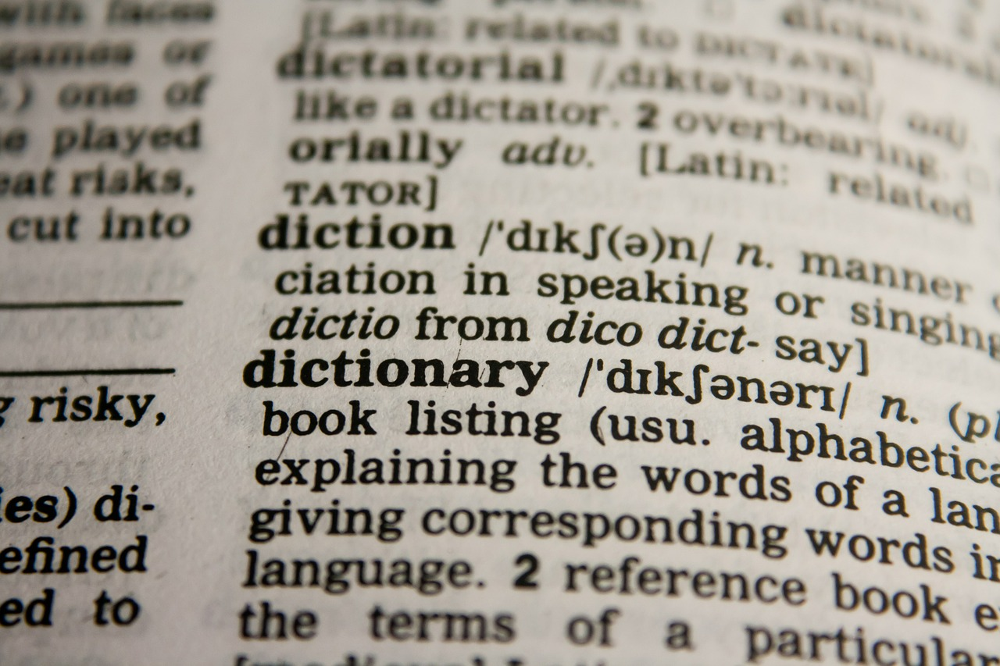 with faces
games or
.) one of
e played
eat risks,
cut into
g risky,
ies) di-
efined
ed to
[Latin: related to DICTATE]
dictatorial /ˌdɪktəˈtɔːrɪəl/ adj.
like a dictator. 2 overbearing. □
orially adv. [Latin: related
TATOR]
diction /ˈdɪkʃ(ə)n/ n. manner
ciation in speaking or singing
dictio from dico dict- say]
dictionary /ˈdɪkʃənərɪ/ n. (pl
book listing (usu. alphabetica
explaining the words of a lan
giving corresponding words in
language. 2 reference book e
the terms of a particular